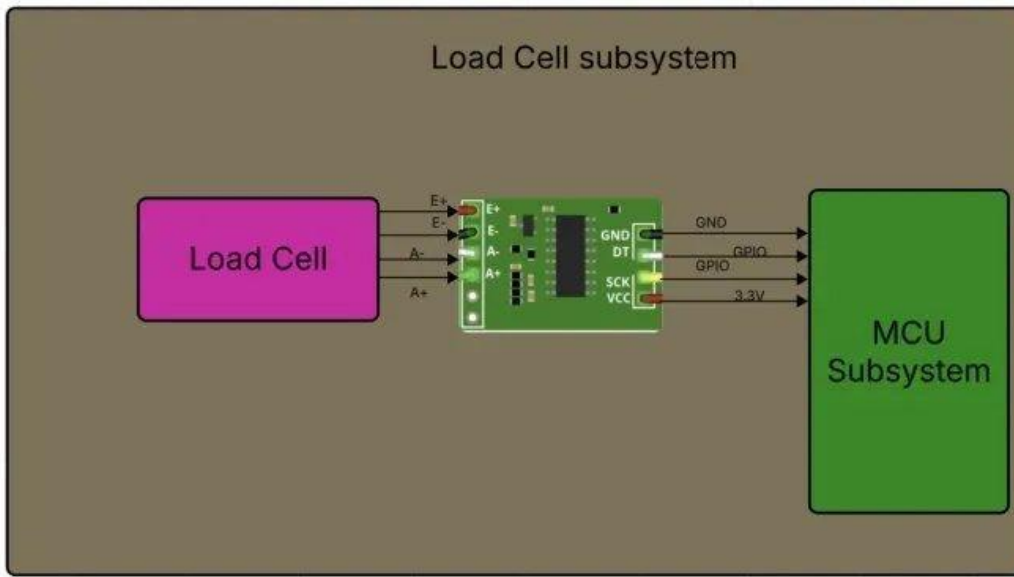 Load Cell subsystem
Load Cell
E+
E-
A-
A+
E+
E-
A-
A+
GND
DT
SCK
VCC
GND
GPIO
GPIO
3.3V
MCU
Subsystem